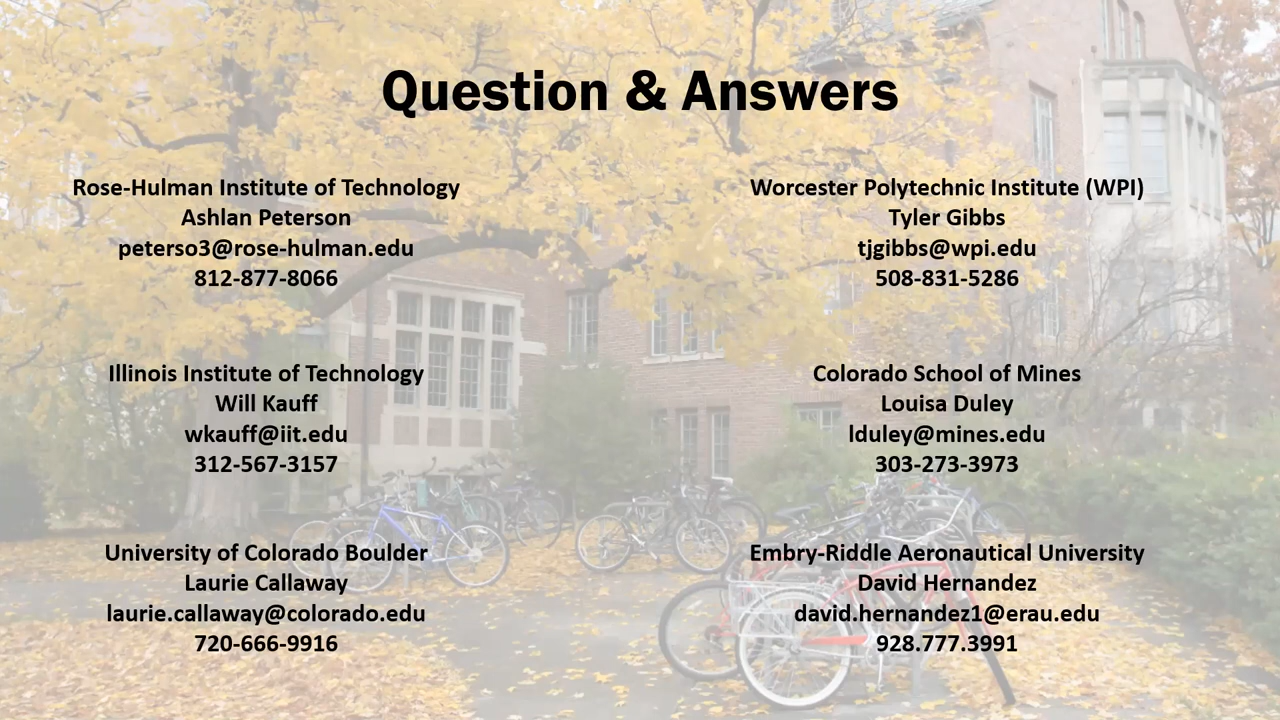 Question & Answers
Rose-Hulman Institute of Technology
Ashlan Peterson
peterso3@rose-hulman.edu
812-877-8066
Worcester Polytechnic Institute (WPI)
Tyler Gibbs
tjgibbs@wpi.edu
508-831-5286
Illinois Institute of Technology
Will Kauff
wkauff@iit.edu
312-567-3157
Colorado School of Mines
Louisa Duley
lduley@mines.edu
303-273-3973
University of Colorado Boulder
Laurie Callaway
laurie.callaway@colorado.edu
720-666-9916
Embry-Riddle Aeronautical University
David Hernandez
david.hernandez1@erau.edu
928.777.3991